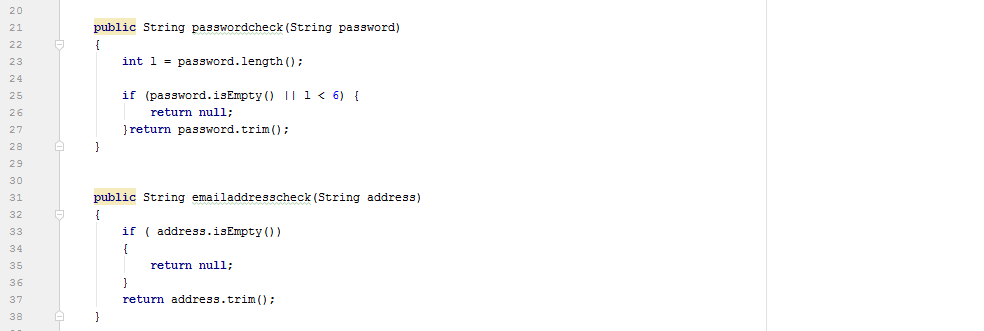 20
21 public String passwordcheck(String password)
22 {
23 int l = password.length();
24
25 if (password.isEmpty() || l < 6) {
26 return null;
27 }return password.trim();
28 }
29
30
31 public String emailaddresscheck(String address)
32 {
33 if ( address.isEmpty())
34 {
35 return null;
36 }
37 return address.trim();
38 }